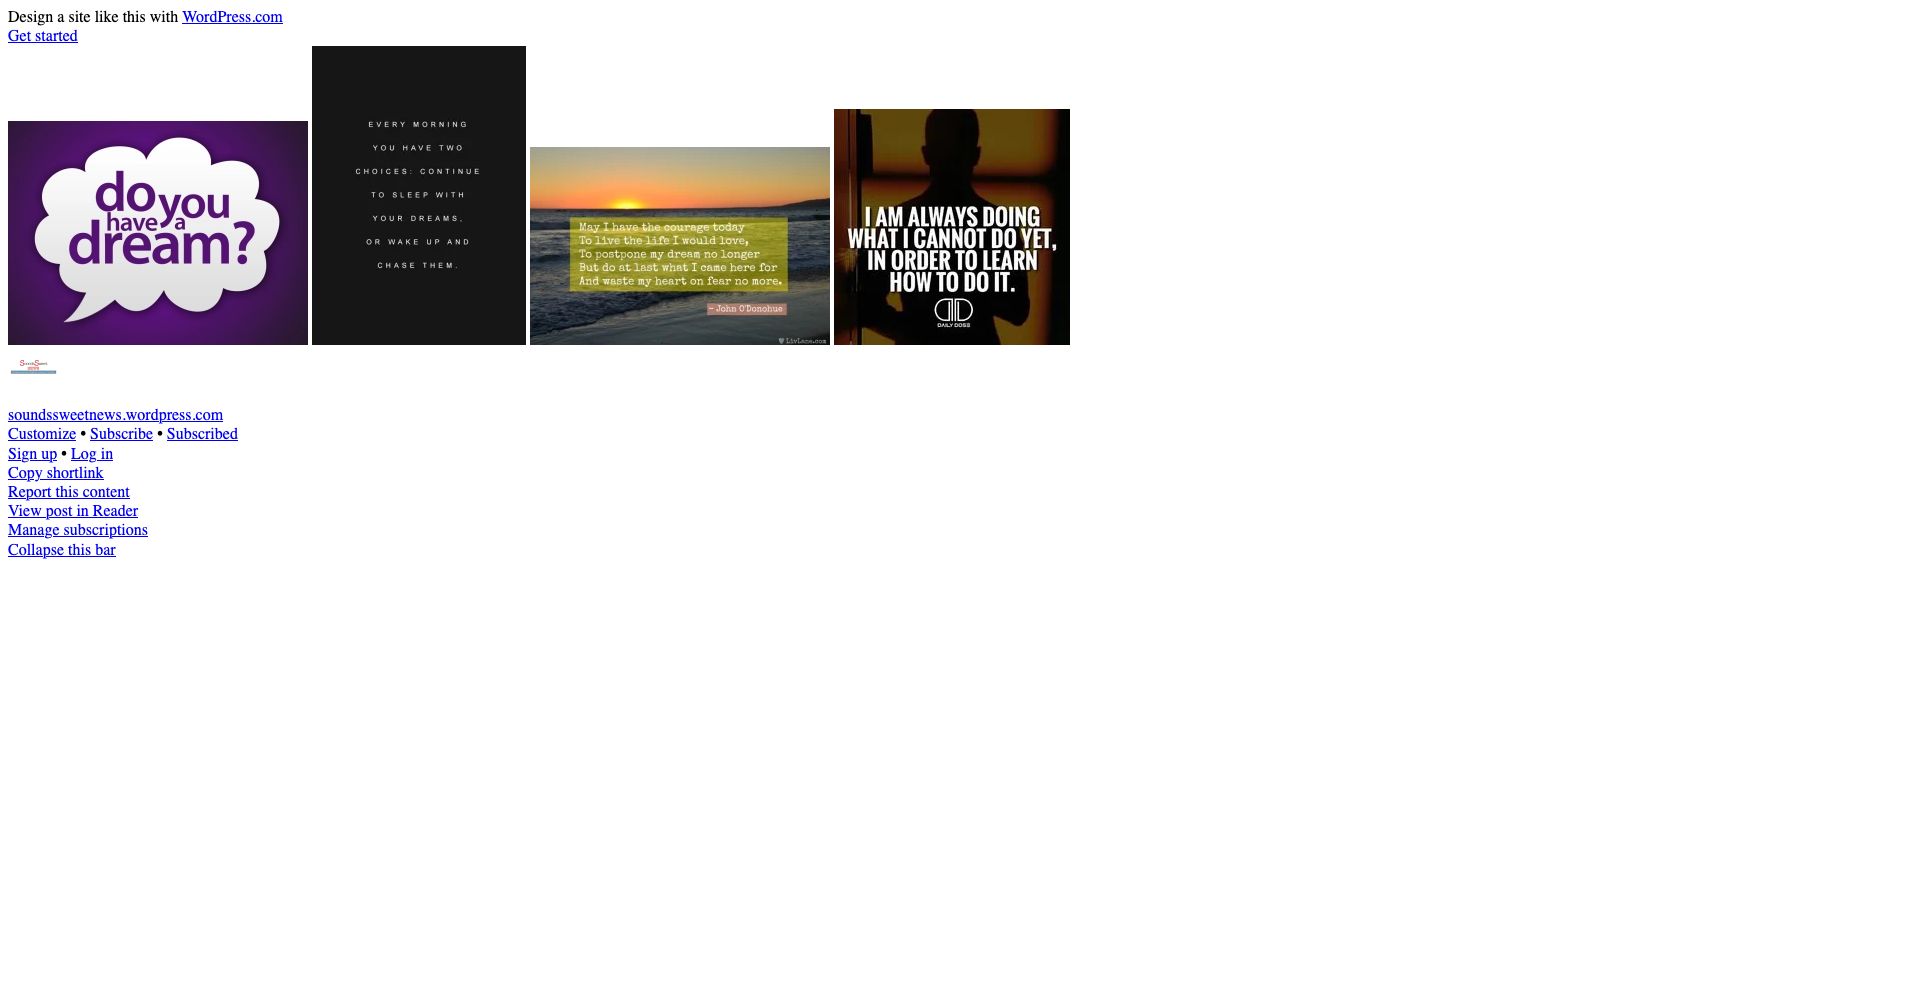 Design a site like this with WordPress.com
Get started
do you
have a
dream?
EVERY MORNING
YOU HAVE TWO
CHOICES: CONTINUE
TO SLEEP WITH
YOUR DREAMS,
OR WAKE UP AND
CHASE THEM.
May I have the courage today
To live the life I would love,
To postpone my dream no longer
But do at last what I came here for
And waste my heart on fear no more.
- John O'Donohue
LivLane.com
I AM ALWAYS DOING
WHAT I CANNOT DO YET,
IN ORDER TO LEARN
HOW TO DO IT.
DAILY DOSE
soundssweetnews.wordpress.com
Customize • Subscribe • Subscribed
Sign up • Log in
Copy shortlink
Report this content
View post in Reader
Manage subscriptions
Collapse this bar